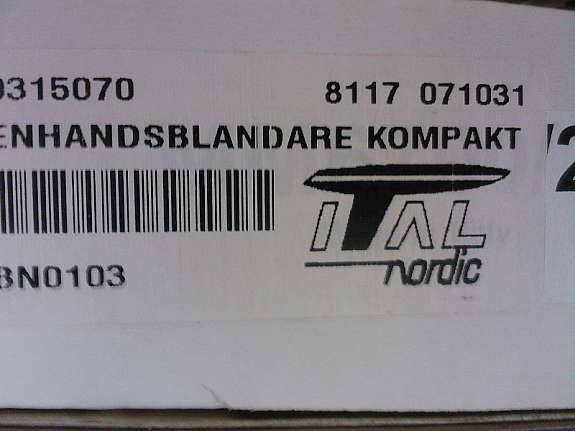 0315070 8117 071031
ENHANDSBLANDARE KOMPAKT
ITAL
nordic
BN0103